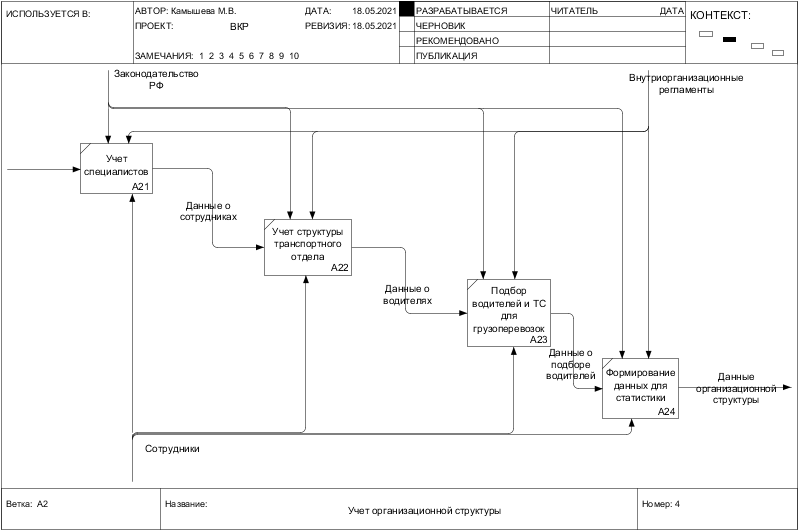 ИСПОЛЬЗУЕТСЯ В:
АВТОР: Камышева М.В.
ДАТА: 18.05.2021
РАЗРАБАТЫВАЕТСЯ
ЧИТАТЕЛЬ
ДАТА
КОНТЕКСТ:
ПРОЕКТ: ВКР
РЕВИЗИЯ: 18.05.2021
ЧЕРНОВИК
РЕКОМЕНДОВАНО
ЗАМЕЧАНИЯ: 1 2 3 4 5 6 7 8 9 10
ПУБЛИКАЦИЯ
Законодательство
РФ
Внутриорганизационные
регламенты
Учет
специалистов
A21
Данные о
сотрудниках
Учет структуры
транспортного
отдела
A22
Данные о
водителях
Подбор
водителей и ТС
для
грузоперевозок
A23
Данные о
подборе
водителей
Формирование
данных для
статистики
A24
Данные
организационной
структуры
Сотрудники
Ветка: A2
Название:
Учет организационной структуры
Номер: 4